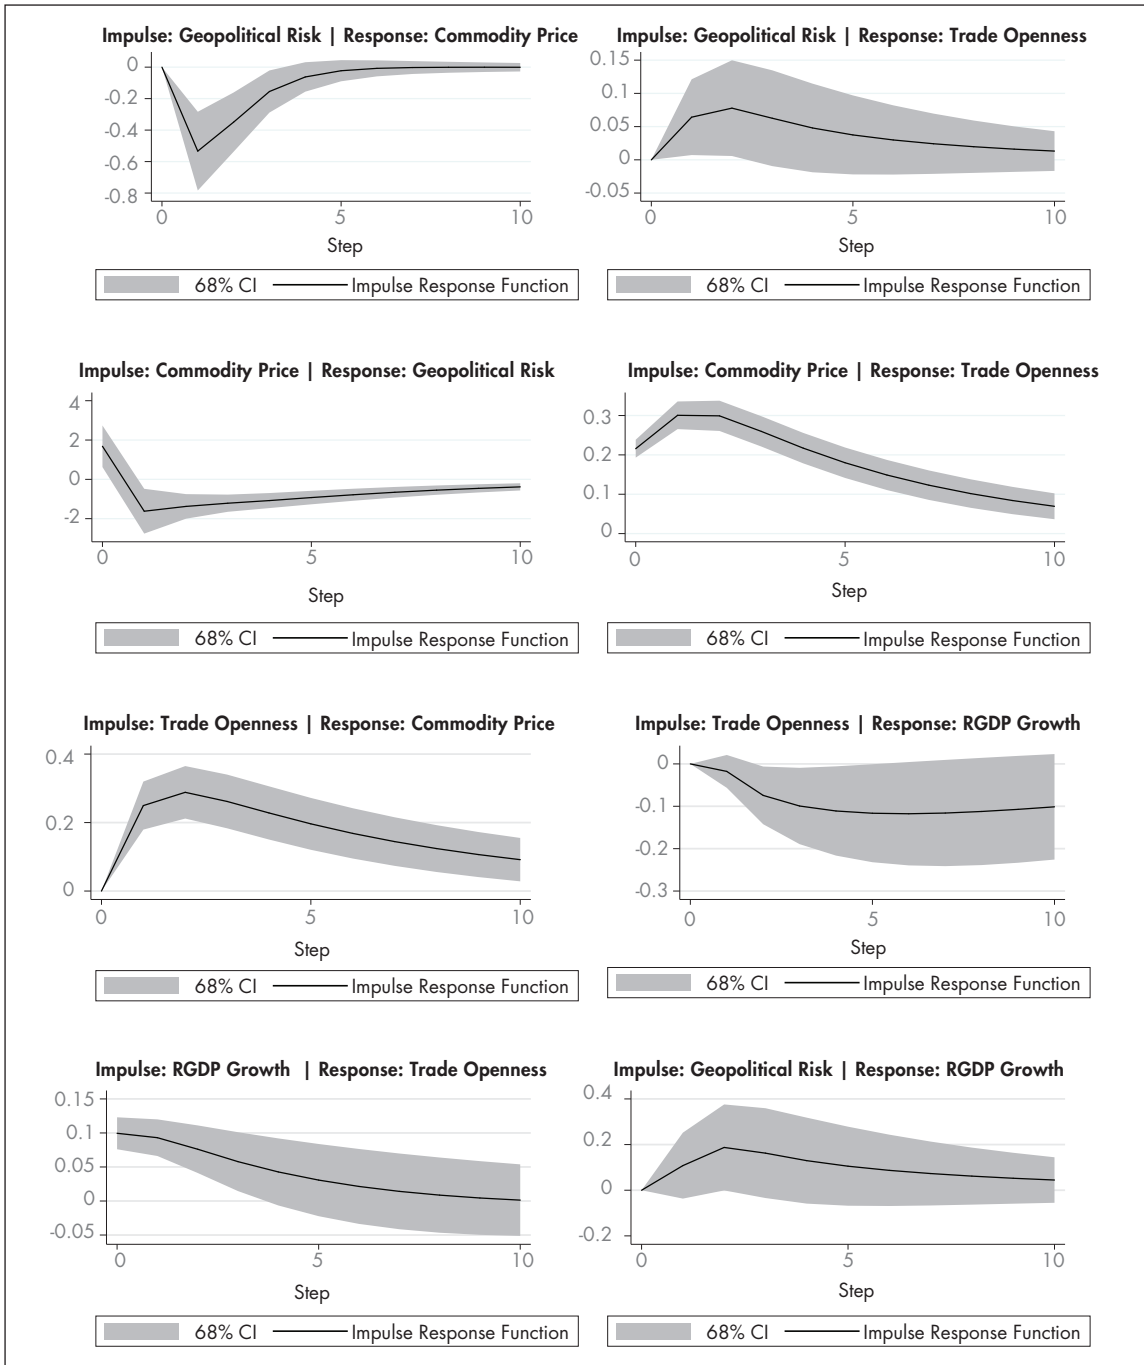 Impulse: Geopolitical Risk | Response: Commodity Price
0
-0.2
-0.4
-0.6
-0.8
0 5 10
Step
68% CI Impulse Response Function
Impulse: Geopolitical Risk | Response: Trade Openness
0.15
0.1
0.05
0
-0.05
0 5 10
Step
68% CI Impulse Response Function
Impulse: Commodity Price | Response: Geopolitical Risk
4
2
0
-2
0 5 10
Step
68% CI Impulse Response Function
Impulse: Commodity Price | Response: Trade Openness
0.3
0.2
0.1
0
0 5 10
Step
68% CI Impulse Response Function
Impulse: Trade Openness | Response: Commodity Price
0.4
0.2
0
0 5 10
Step
68% CI Impulse Response Function
Impulse: Trade Openness | Response: RGDP Growth
0
-0.1
-0.2
-0.3
0 5 10
Step
68% CI Impulse Response Function
Impulse: RGDP Growth | Response: Trade Openness
0.15
0.1
0.05
0
-0.05
0 5 10
Step
68% CI Impulse Response Function
Impulse: Geopolitical Risk | Response: RGDP Growth
0.4
0.2
0
-0.2
0 5 10
Step
68% CI Impulse Response Function